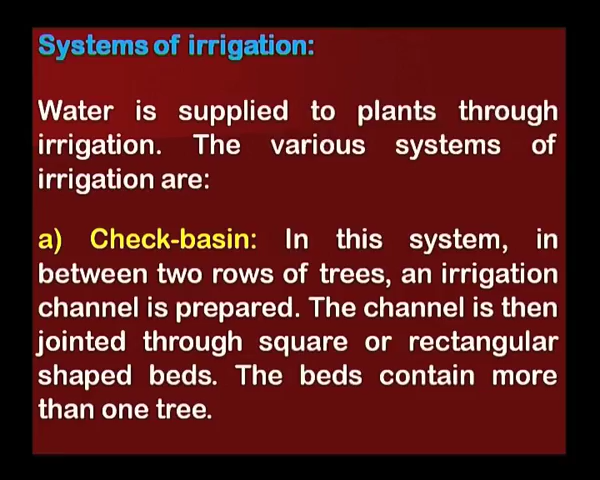 Systems of irrigation:
Water is supplied to plants through
irrigation. The various systems of
irrigation are:
a) Check-basin: In this system, in
between two rows of trees, an irrigation
channel is prepared. The channel is then
jointed through square or rectangular
shaped beds. The beds contain more
than one tree.